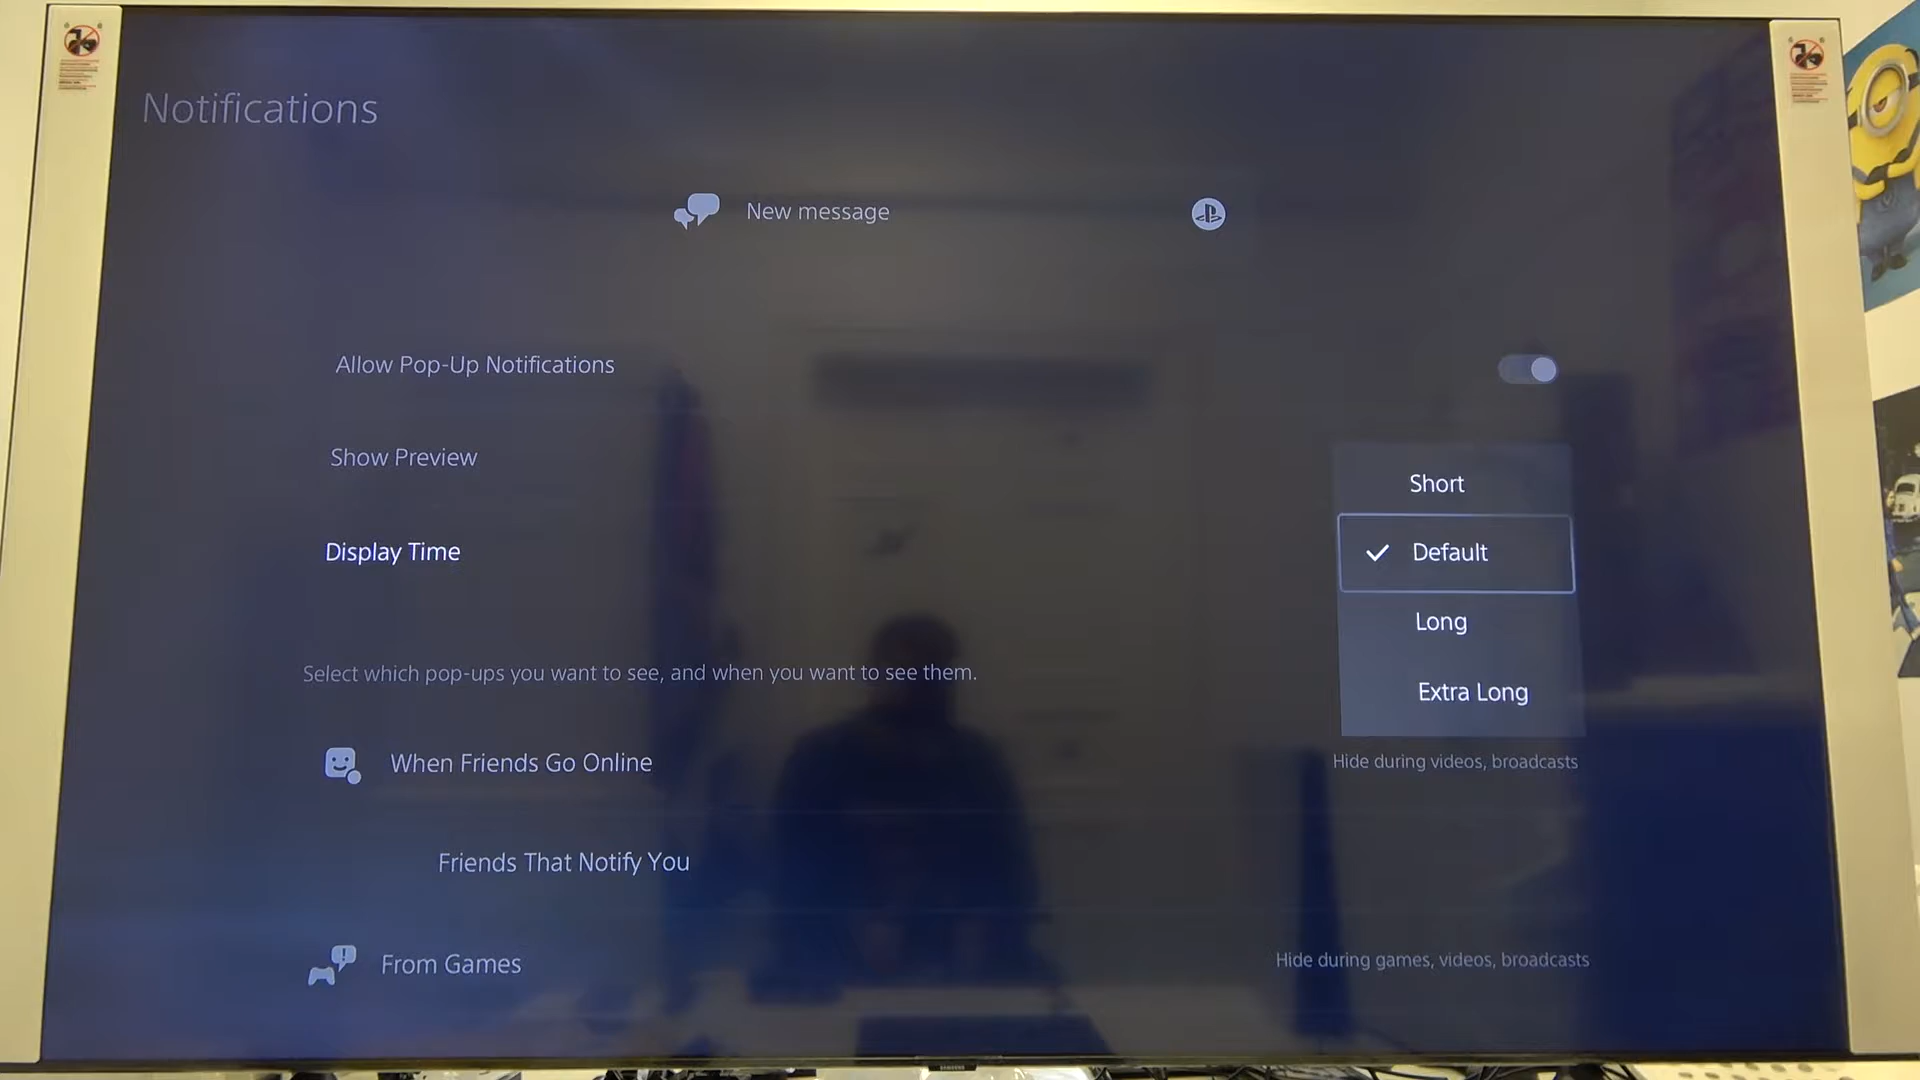 Notifications
New message
Allow Pop-Up Notifications
Show Preview
Short
Display Time
Default
Long
Select which pop-ups you want to see, and when you want to see them.
Extra Long
When Friends Go Online
Hide during videos, broadcasts
Friends That Notify You
From Games
Hide during games, videos, broadcasts
SAMSUNG